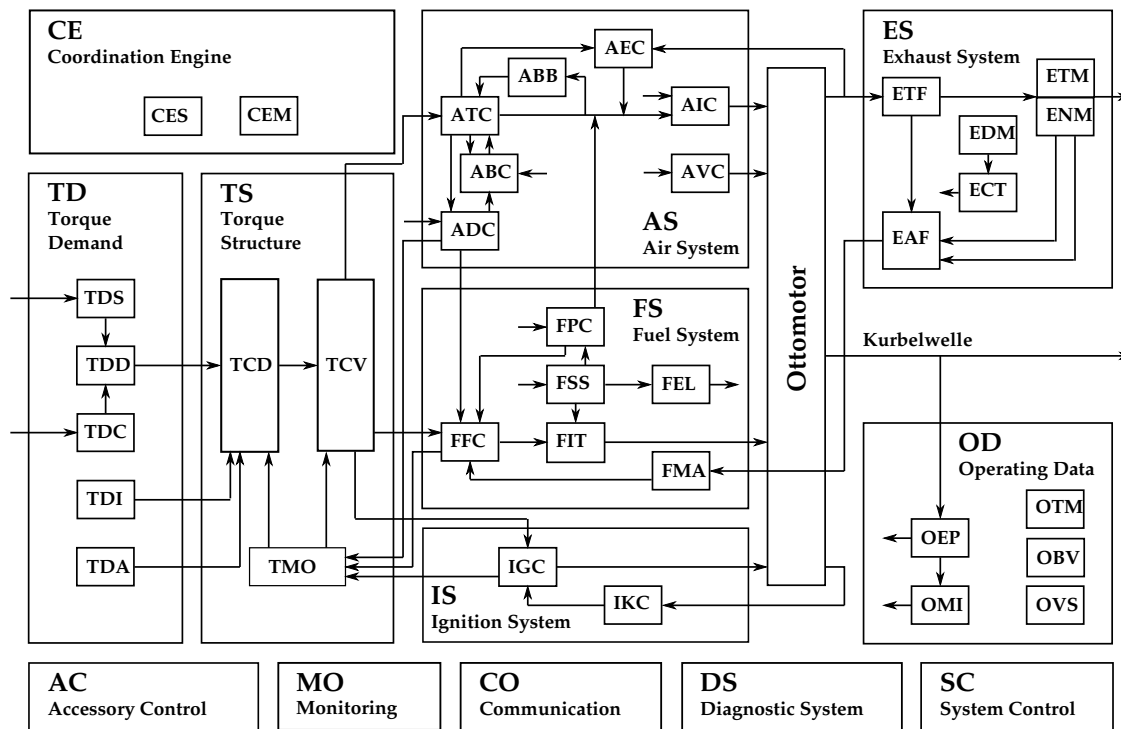 CE
Coordination Engine
CES
CEM
TD
Torque
Demand
TDS
TDD
TDC
TDI
TDA
TS
Torque
Structure
TCD
TCV
TMO
AEC
ABB
ATC
AIC
ABC
AVC
ADC
AS
Air System
FS
Fuel System
FPC
FSS
FEL
FFC
FIT
FMA
IGC
IKC
IS
Ignition System
Ottomotor
ES
Exhaust System
ETM
ETF
ENM
EDM
ECT
EAF
Kurbelwelle
OD
Operating Data
OTM
OEP
OBV
OMI
OVS
AC
Accessory Control
MO
Monitoring
CO
Communication
DS
Diagnostic System
SC
System Control